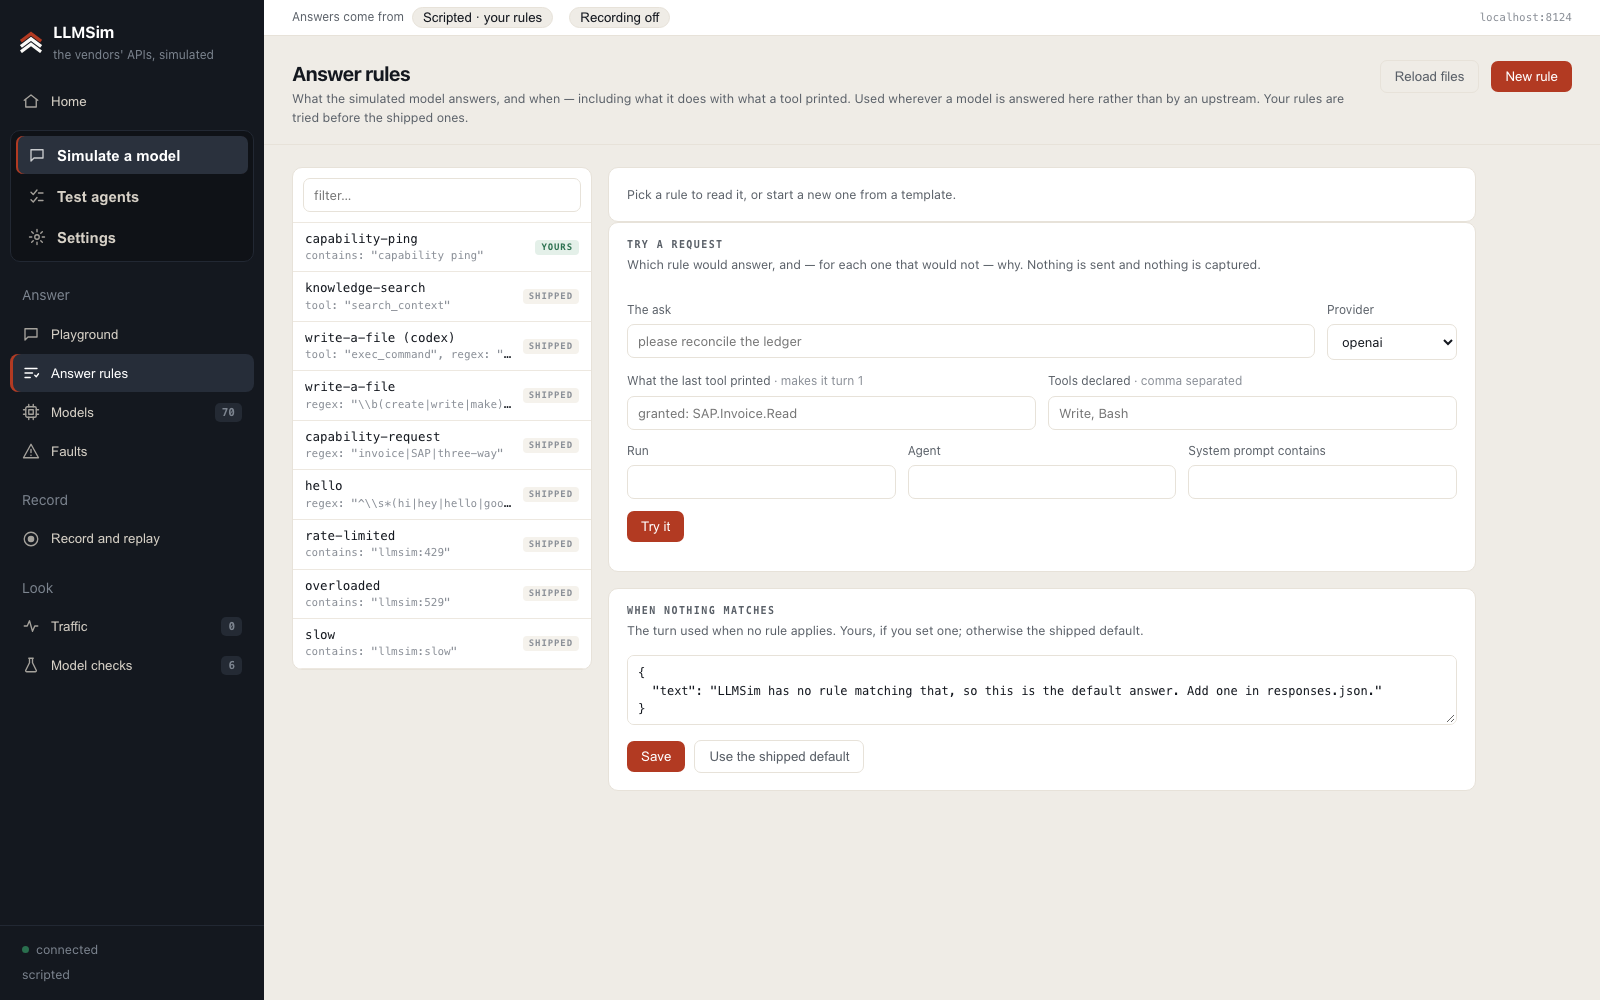 LLMSim
the vendors' APIs, simulated
Home
Simulate a model
Test agents
Settings
Answer
Playground
Answer rules
Models 70
Faults
Record
Record and replay
Look
Traffic 0
Model checks 6
connected
scripted
Answers come from Scripted · your rules Recording off localhost:8124
Answer rules
What the simulated model answers, and when — including what it does with what a tool printed. Used wherever a model is answered here rather than by an upstream. Your rules are
tried before the shipped ones.
Reload files New rule
filter...
capability-ping
contains: "capability ping" YOURS
knowledge-search
tool: "search_context" SHIPPED
write-a-file (codex)
tool: "exec_command", regex: "… SHIPPED
write-a-file
regex: "\\b(create|write|make)… SHIPPED
capability-request
regex: "invoice|SAP|three-way" SHIPPED
hello
regex: "^\\s*(hi|hey|hello|goo… SHIPPED
rate-limited
contains: "llmsim:429" SHIPPED
overloaded
contains: "llmsim:529" SHIPPED
slow
contains: "llmsim:slow" SHIPPED
Pick a rule to read it, or start a new one from a template.
TRY A REQUEST
Which rule would answer, and — for each one that would not — why. Nothing is sent and nothing is captured.
The ask Provider
please reconcile the ledger openai
What the last tool printed · makes it turn 1 Tools declared · comma separated
granted: SAP.Invoice.Read Write, Bash
Run Agent System prompt contains
Try it
WHEN NOTHING MATCHES
The turn used when no rule applies. Yours, if you set one; otherwise the shipped default.
{
"text": "LLMSim has no rule matching that, so this is the default answer. Add one in responses.json."
}
Save Use the shipped default